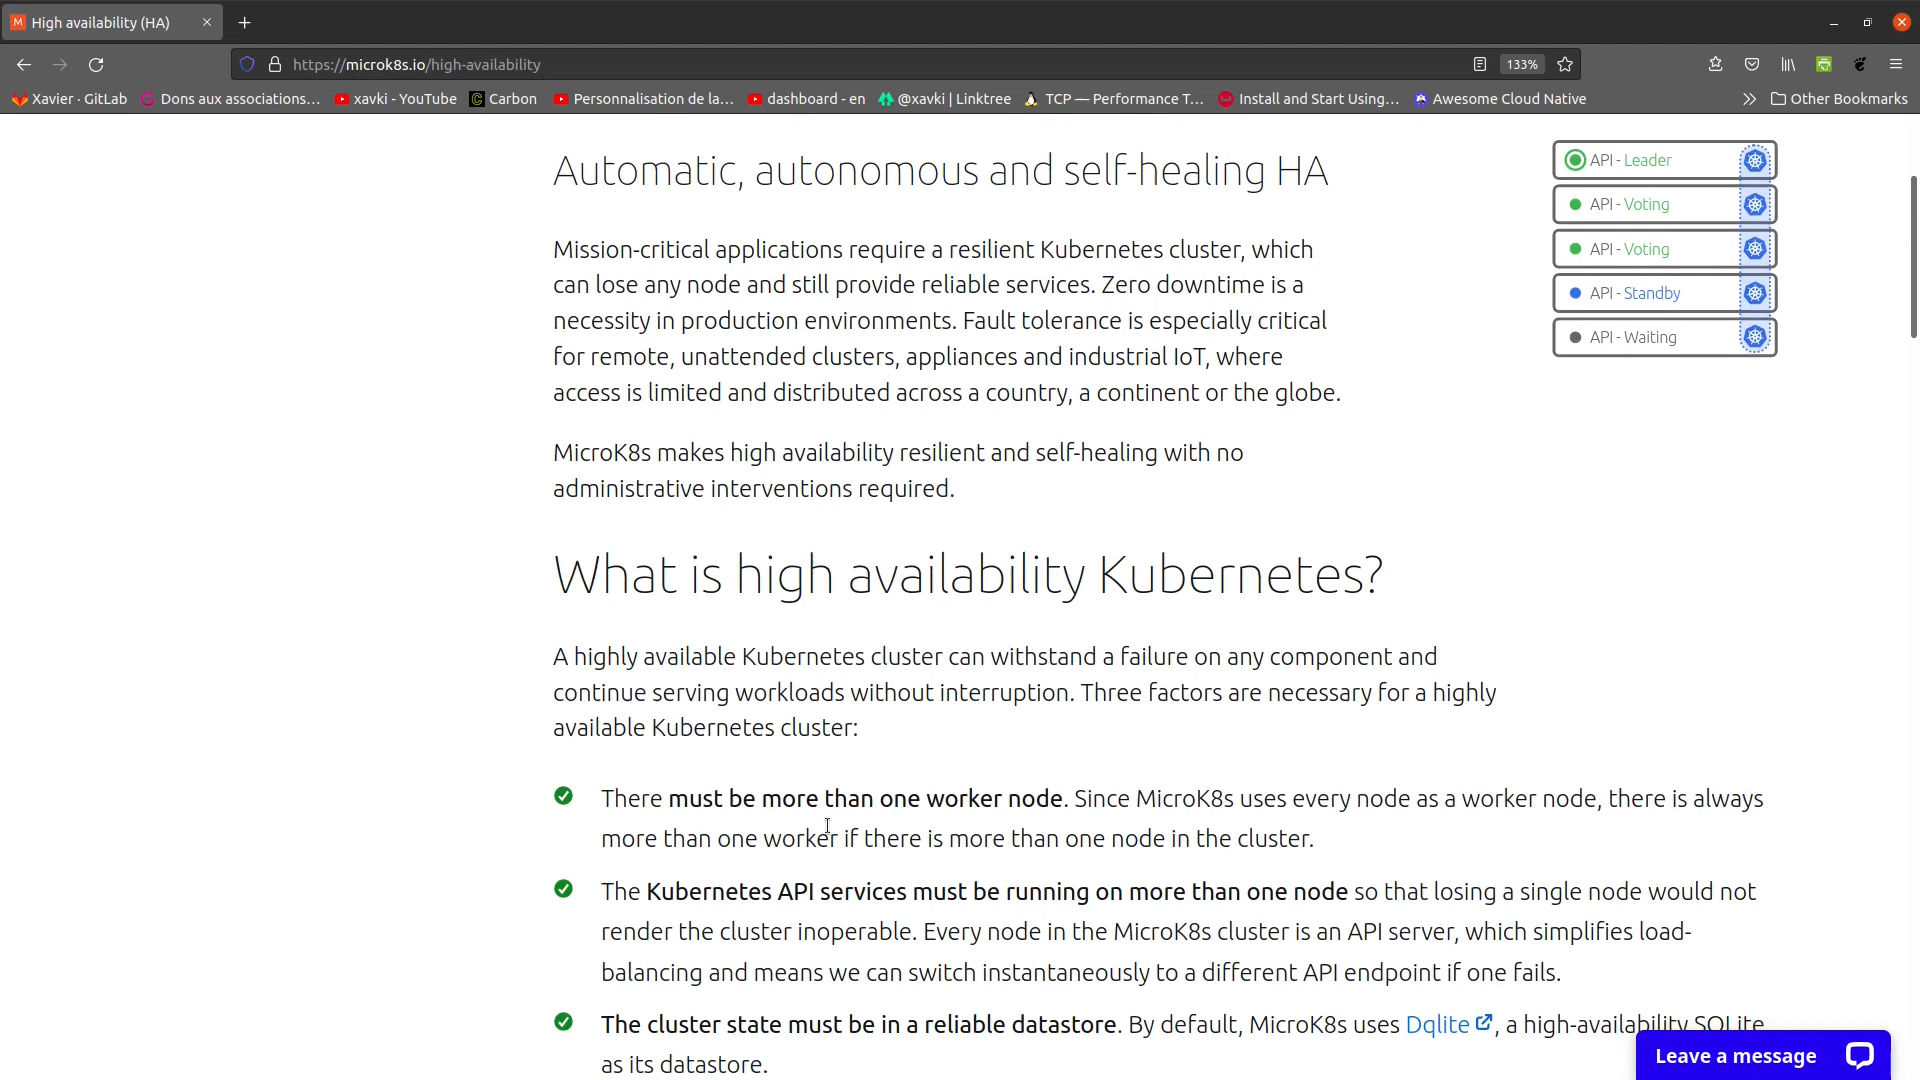 High availability (HA)
https://microk8s.io/high-availability
133%
Xavier · GitLab
Dons aux associations…
xavki - YouTube
Carbon
Personnalisation de la…
dashboard - en
@xavki | Linktree
TCP — Performance T…
Install and Start Using…
Awesome Cloud Native
Other Bookmarks
Automatic, autonomous and self-healing HA
Mission-critical applications require a resilient Kubernetes cluster, which
can lose any node and still provide reliable services. Zero downtime is a
necessity in production environments. Fault tolerance is especially critical
for remote, unattended clusters, appliances and industrial IoT, where
access is limited and distributed across a country, a continent or the globe.
MicroK8s makes high availability resilient and self-healing with no
administrative interventions required.
API - Leader
API - Voting
API - Voting
API - Standby
API - Waiting
What is high availability Kubernetes?
A highly available Kubernetes cluster can withstand a failure on any component and
continue serving workloads without interruption. Three factors are necessary for a highly
available Kubernetes cluster:
There must be more than one worker node. Since MicroK8s uses every node as a worker node, there is always
more than one worker if there is more than one node in the cluster.
The Kubernetes API services must be running on more than one node so that losing a single node would not
render the cluster inoperable. Every node in the MicroK8s cluster is an API server, which simplifies load-
balancing and means we can switch instantaneously to a different API endpoint if one fails.
The cluster state must be in a reliable datastore. By default, MicroK8s uses Dqlite, a high-availability SQLite
as its datastore.
Leave a message